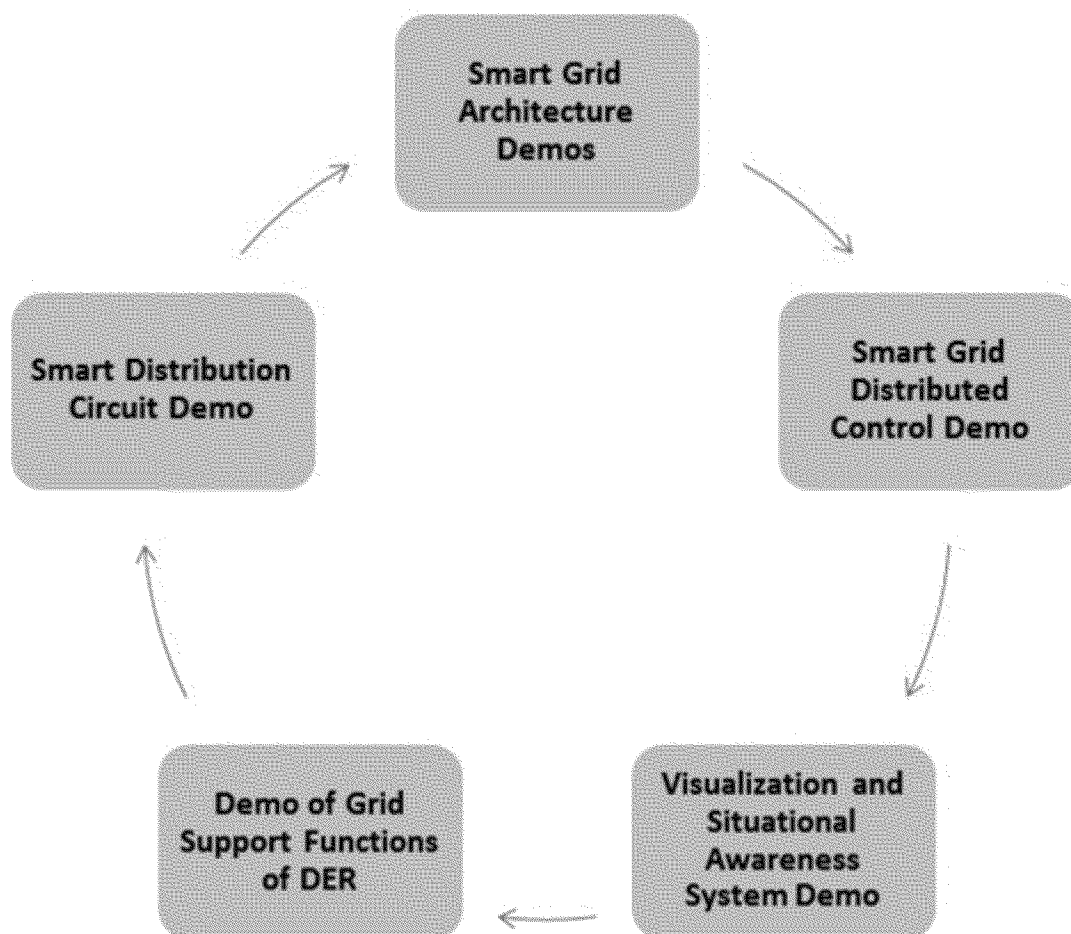 Smart Grid
Architecture
Demos
Smart Grid
Distributed
Control Demo
Visualization and
Situational
Awareness
System Demo
Demo of Grid
Support Functions
of DER
Smart Distribution
Circuit Demo